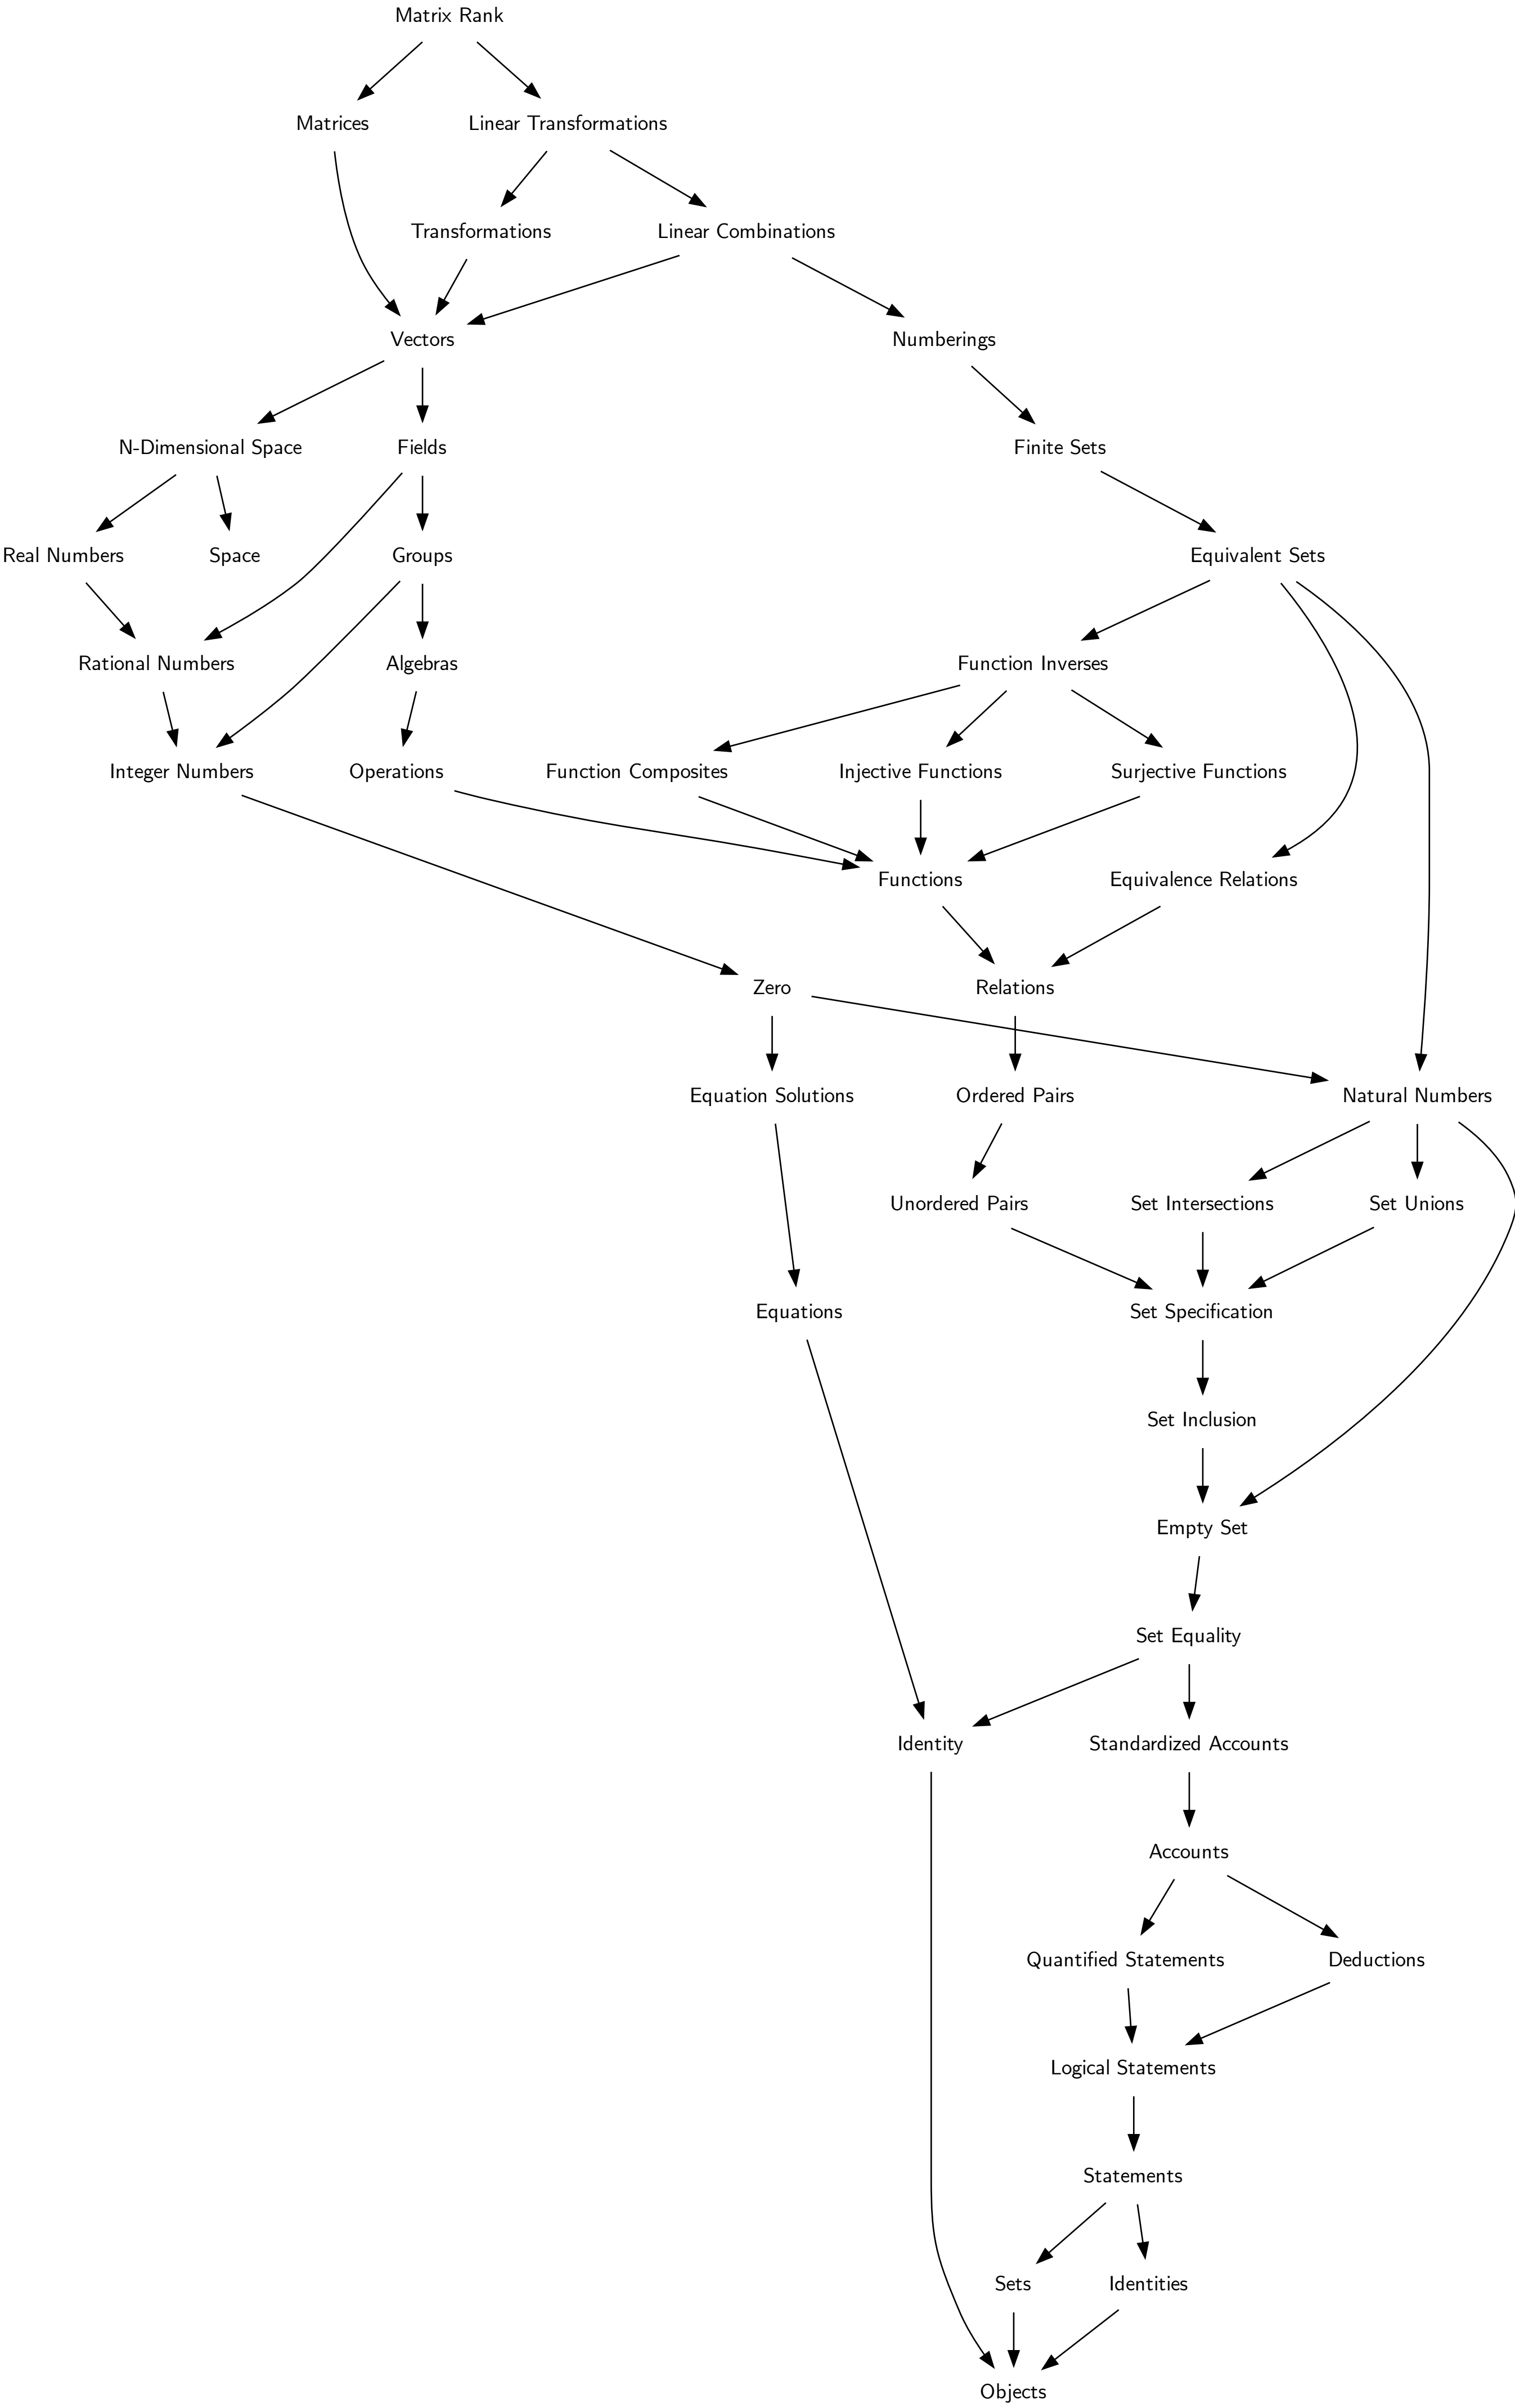 Matrix Rank
Matrices
Linear Transformations
Transformations
Linear Combinations
Vectors
Numberings
N-Dimensional Space
Fields
Finite Sets
Real Numbers
Space
Groups
Equivalent Sets
Rational Numbers
Algebras
Function Inverses
Integer Numbers
Operations
Function Composites
Injective Functions
Surjective Functions
Functions
Equivalence Relations
Zero
Relations
Equation Solutions
Ordered Pairs
Natural Numbers
Unordered Pairs
Set Intersections
Set Unions
Equations
Set Specification
Set Inclusion
Empty Set
Set Equality
Identity
Standardized Accounts
Accounts
Quantified Statements
Deductions
Logical Statements
Statements
Sets
Identities
Objects